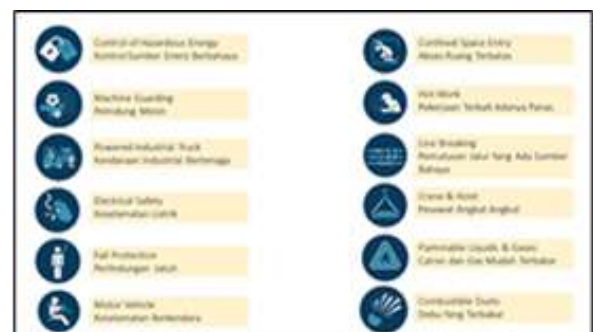 Control of Hazardous Energy
Kontrol Sumber Energi Berbahaya
Machine Guarding
Pelindung Mesin
Powered Industrial Truck
Kendaraan Industrial Bertenaga
Electrical Safety
Keselamatan Listrik
Fall Protection
Perlindungan Jatuh
Motor Vehicle
Keselamatan Berkendara
Confined Space Entry
Akses Ruang Terbatas
Hot Work
Pekerjaan Terkait Adanya Panas
Line Breaking
Pemutusan Jalur Yang Ada Sumber
Bahaya
Crane & Hoist
Pesawat Angkat Angkut
Flammable Liquids & Gases
Cairan dan Gas Mudah Terbakar
Combustible Dusts
Debu Yang Terbakar